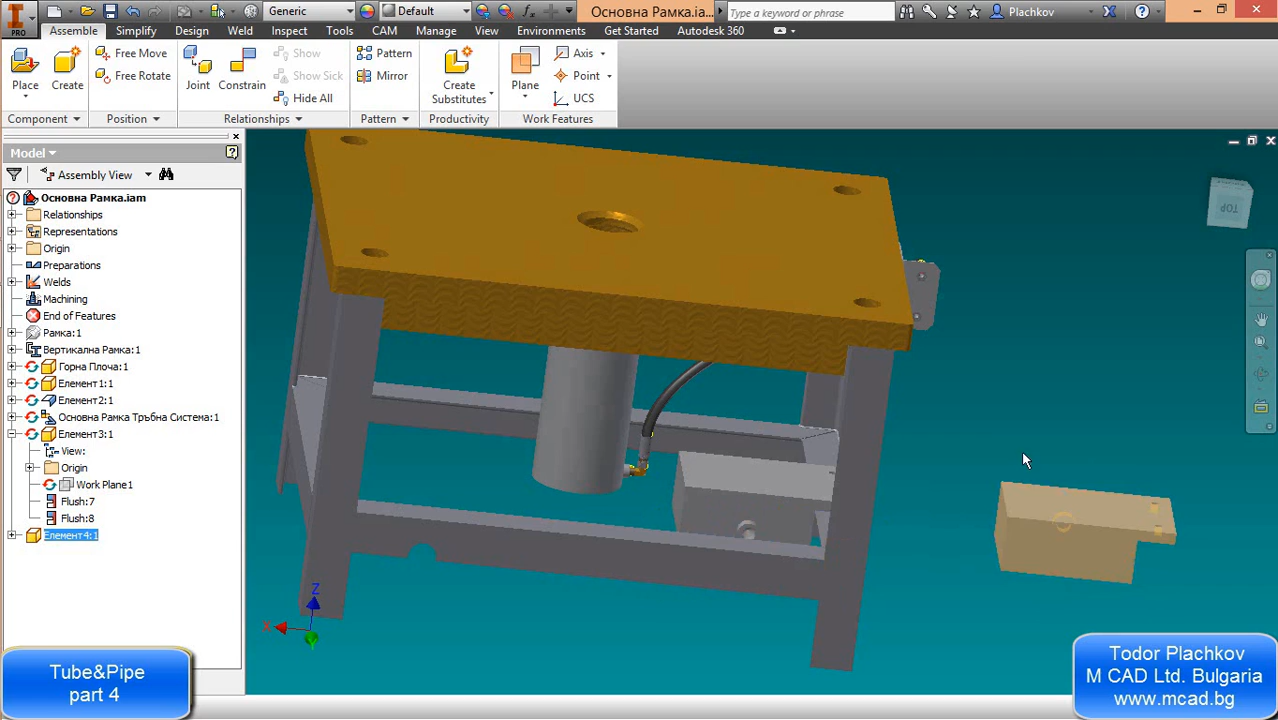 PRO
Generic
Default
Основна Рамка.iam...
Type a keyword or phrase
Plachkov
Assemble Simplify Design Weld Inspect Tools CAM Manage View Environments Get Started Autodesk 360
Place
Create
Free Move
Free Rotate
Joint
Constrain
Show
Show Sick
Hide All
Pattern
Mirror
Create
Substitutes
Plane
Axis
Point
UCS
Component
Position
Relationships
Pattern
Productivity
Work Features
Model
Assembly View
Основна Рамка.iam
Relationships
Representations
Origin
Preparations
Welds
Machining
End of Features
Рамка:1
Вертикална Рамка:1
Горна Плоча:1
Елемент1:1
Елемент2:1
Основна Рамка Тръбна Система:1
Елемент3:1
View:
Origin
Work Plane1
Flush:7
Flush:8
Елемент4:1
TOP
Z
X
Tube&Pipe
part 4
Todor Plachkov
M CAD Ltd. Bulgaria
www.mcad.bg